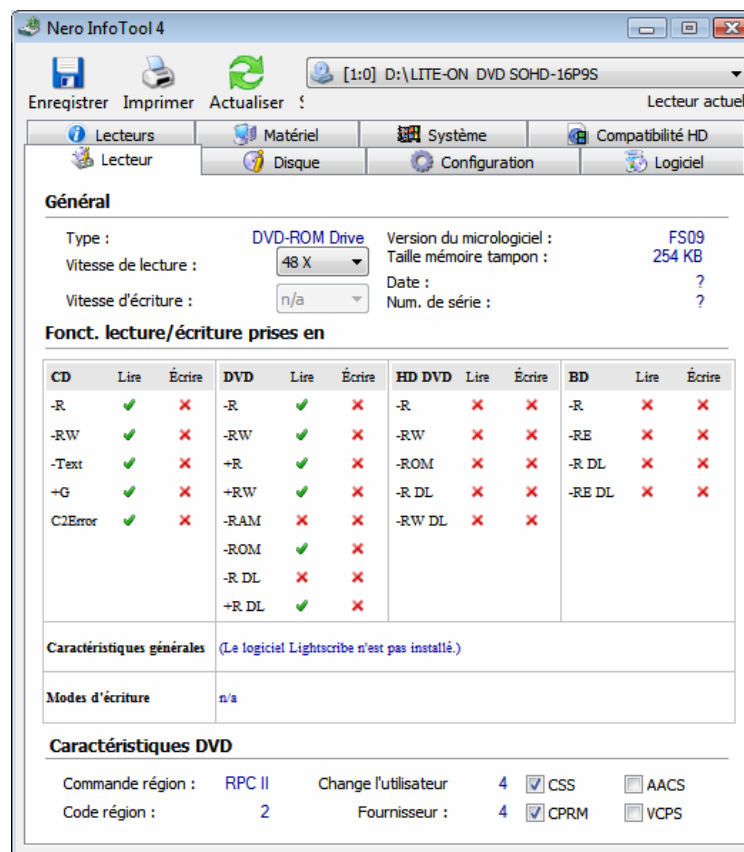 Nero InfoTool 4
[1:0] D:\LITE-ON DVD SOHD-16P9S
Enregistrer Imprimer Actualiser Lecteur actuel
Lecteurs Matériel Système Compatibilité HD
Lecteur Disque Configuration Logiciel
Général
Type : DVD-ROM Drive Version du micrologiciel : FS09
Vitesse de lecture : 48 X Taille mémoire tampon : 254 KB
Date : ?
Vitesse d'écriture : n/a Num. de série : ?
Fonct. lecture/écriture prises en
CD Lire Écrire DVD Lire Écrire HD DVD Lire Écrire BD Lire Écrire
-R -R -R -R
-RW -RW -RW -RE
-Text +R -ROM -R DL
+G +RW -R DL -RE DL
C2Error -RAM -RW DL
-ROM
-R DL
+R DL
Caractéristiques générales (Le logiciel Lightscribe n'est pas installé.)
Modes d'écriture n/a
Caractéristiques DVD
Commande région : RPC II Change l'utilisateur 4 CSS AACS
Code région : 2 Fournisseur : 4 CPRM VCPS